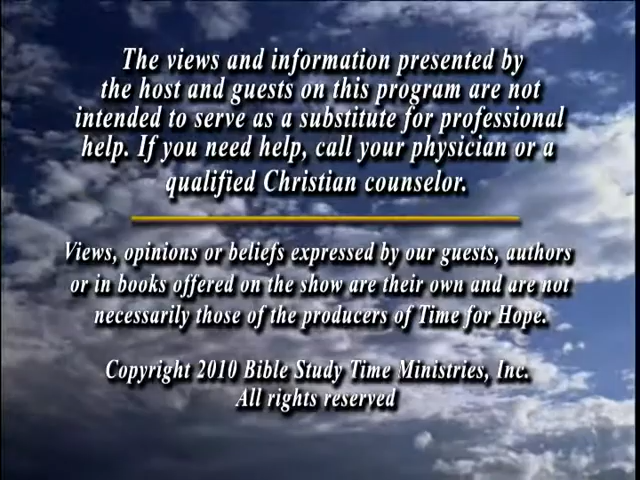 The views and information presented by
the host and guests on this program are not
intended to serve as a substitute for professional
help. If you need help, call your physician or a
qualified Christian counselor.
Views, opinions or beliefs expressed by our guests, authors
or in books offered on the show are their own and are not
necessarily those of the producers of Time for Hope.
Copyright 2010 Bible Study Time Ministries, Inc.
All rights reserved